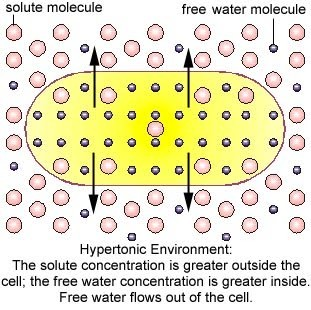 solute molecule
free water molecule
Hypertonic Environment:
The solute concentration is greater outside the
cell; the free water concentration is greater inside.
Free water flows out of the cell.